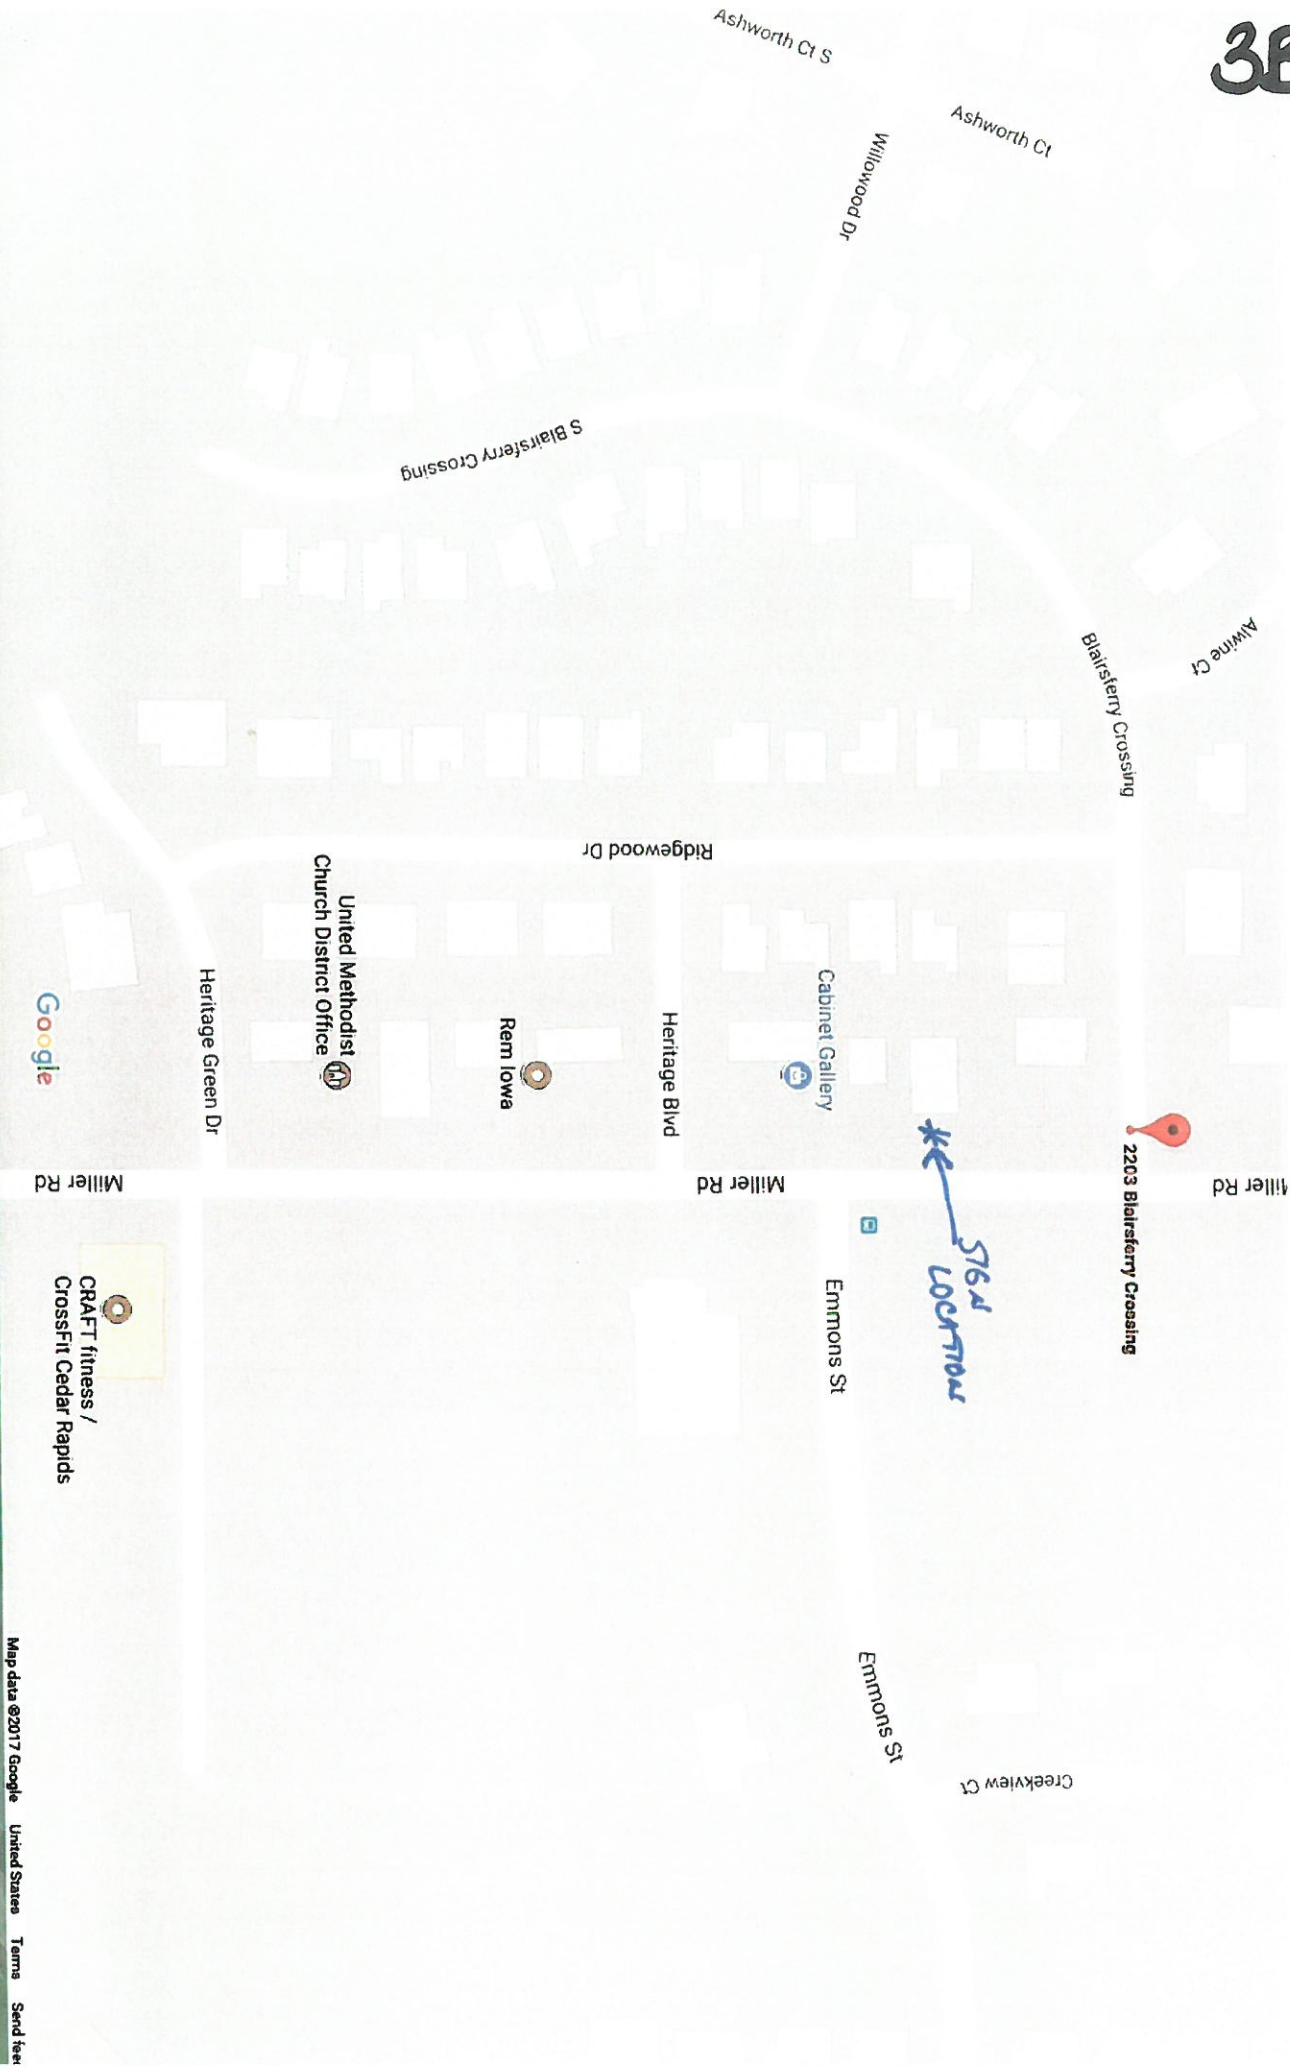 3B
Ashworth Ct S
Ashworth Ct
Willowood Dr
S Blairsferry Crossing
Blairsferry Crossing
Alwine Ct
Ridgewood Dr
United Methodist
Church District Office
Rem Iowa
Cabinet Gallery
Heritage Green Dr
Heritage Blvd
Google
2203 Blairsferry Crossing
Miller Rd
Miller Rd
Miller Rd
SIGN
LOCATION
Emmons St
CRAFT fitness /
CrossFit Cedar Rapids
Emmons St
Creekview Ct
Map data ©2017 Google United States Terms Send fee